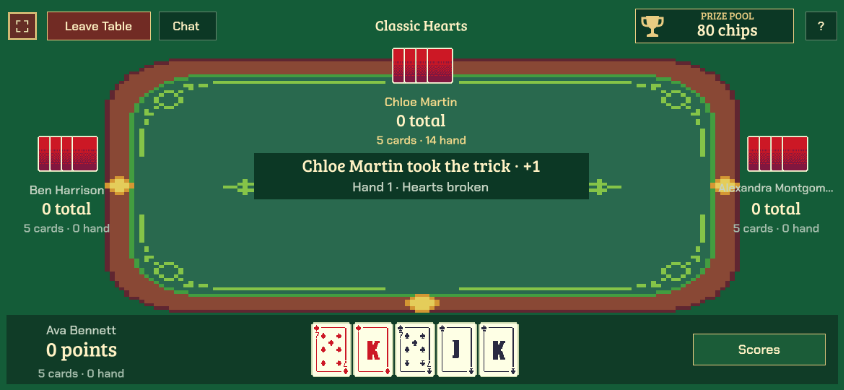 Leave Table
Chat
Classic Hearts
PRIZE POOL
80 chips
?
Chloe Martin
0 total
5 cards · 14 hand
Chloe Martin took the trick · +1
Hand 1 · Hearts broken
Ben Harrison
0 total
5 cards · 0 hand
Montgom...
0 total
5 cards · 0 hand
Ava Bennett
0 points
5 cards · 0 hand
K
J
K
Scores